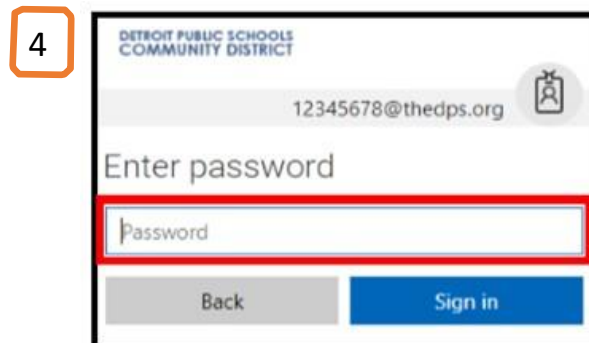 4
DETROIT PUBLIC SCHOOLS
COMMUNITY DISTRICT
12345678@thedps.org
Enter password
Password
Back
Sign in